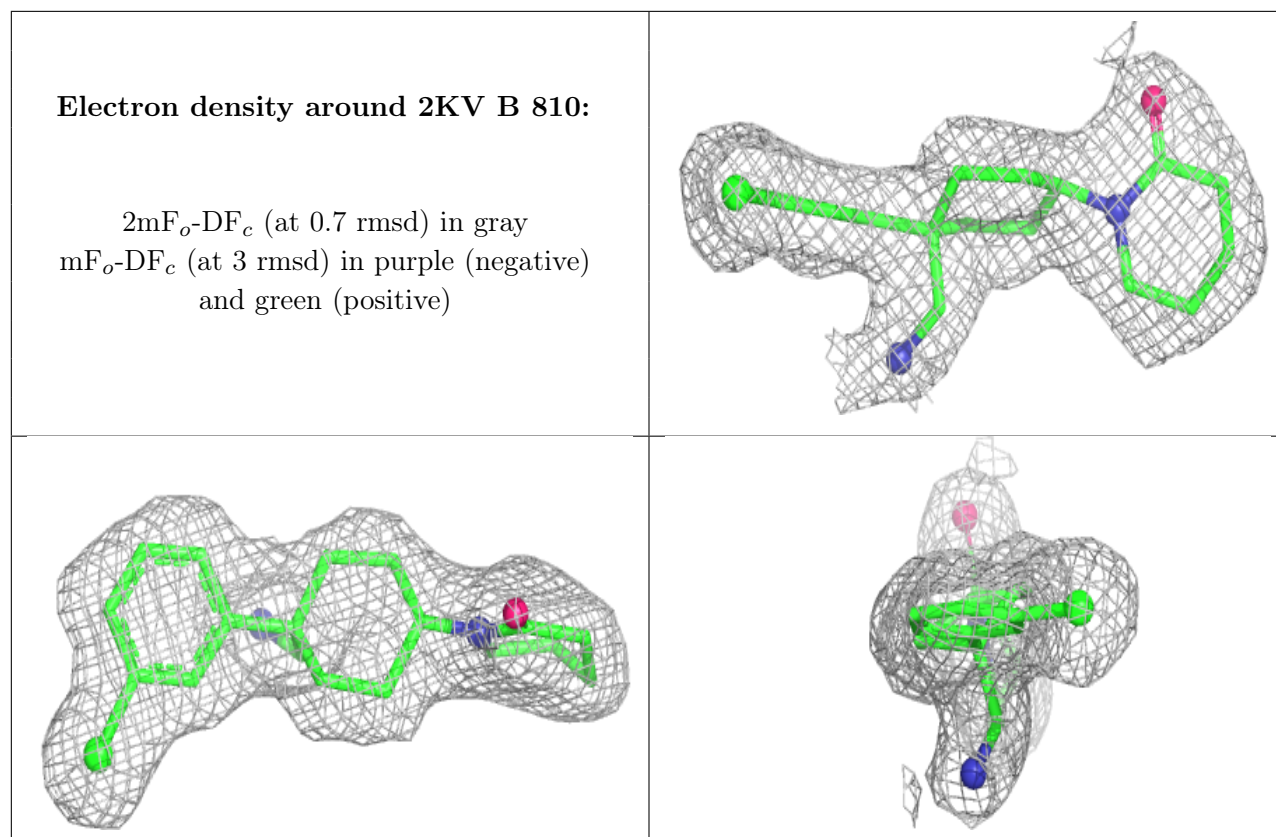 Electron density around 2KV B 810:
2mFo-DFc (at 0.7 rmsd) in gray
mFo-DFc (at 3 rmsd) in purple (negative)
and green (positive)